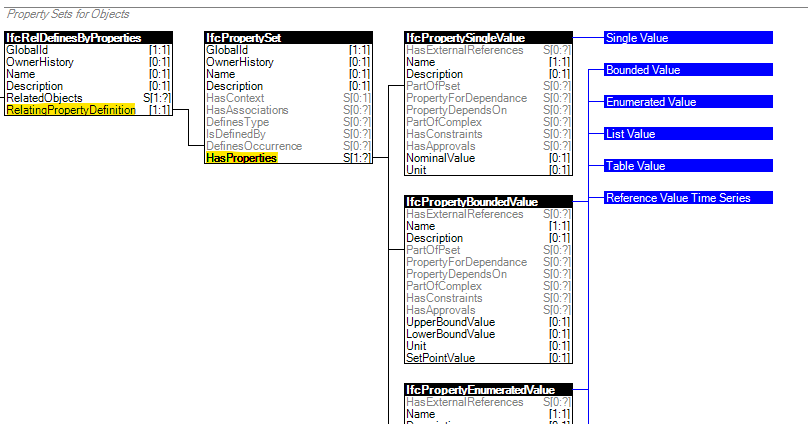 Property Sets for Objects
IfcRelDefinesByProperties
GlobalId [1:1]
OwnerHistory [0:1]
Name [0:1]
Description [0:1]
RelatedObjects S[1:?]
RelatingPropertyDefinition [1:1]
IfcPropertySet
GlobalId [1:1]
OwnerHistory [0:1]
Name [0:1]
Description [0:1]
HasContext S[0:1]
HasAssociations S[0:?]
DefinesType S[0:?]
IsDefinedBy S[0:?]
DefinesOccurrence S[0:?]
HasProperties S[1:?]
IfcPropertySingleValue
HasExternalReferences S[0:?]
Name [1:1]
Description [0:1]
PartOfPset S[0:?]
PropertyForDependance S[0:?]
PropertyDependsOn S[0:?]
PartOfComplex S[0:?]
HasConstraints S[0:?]
HasApprovals S[0:?]
NominalValue [0:1]
Unit [0:1]
IfcPropertyBoundedValue
HasExternalReferences S[0:?]
Name [1:1]
Description [0:1]
PartOfPset S[0:?]
PropertyForDependance S[0:?]
PropertyDependsOn S[0:?]
PartOfComplex S[0:?]
HasConstraints S[0:?]
HasApprovals S[0:?]
UpperBoundValue [0:1]
LowerBoundValue [0:1]
Unit [0:1]
SetPointValue [0:1]
IfcPropertyEnumeratedValue
HasExternalReferences S[0:?]
Name [1:1]
Single Value
Bounded Value
Enumerated Value
List Value
Table Value
Reference Value Time Series